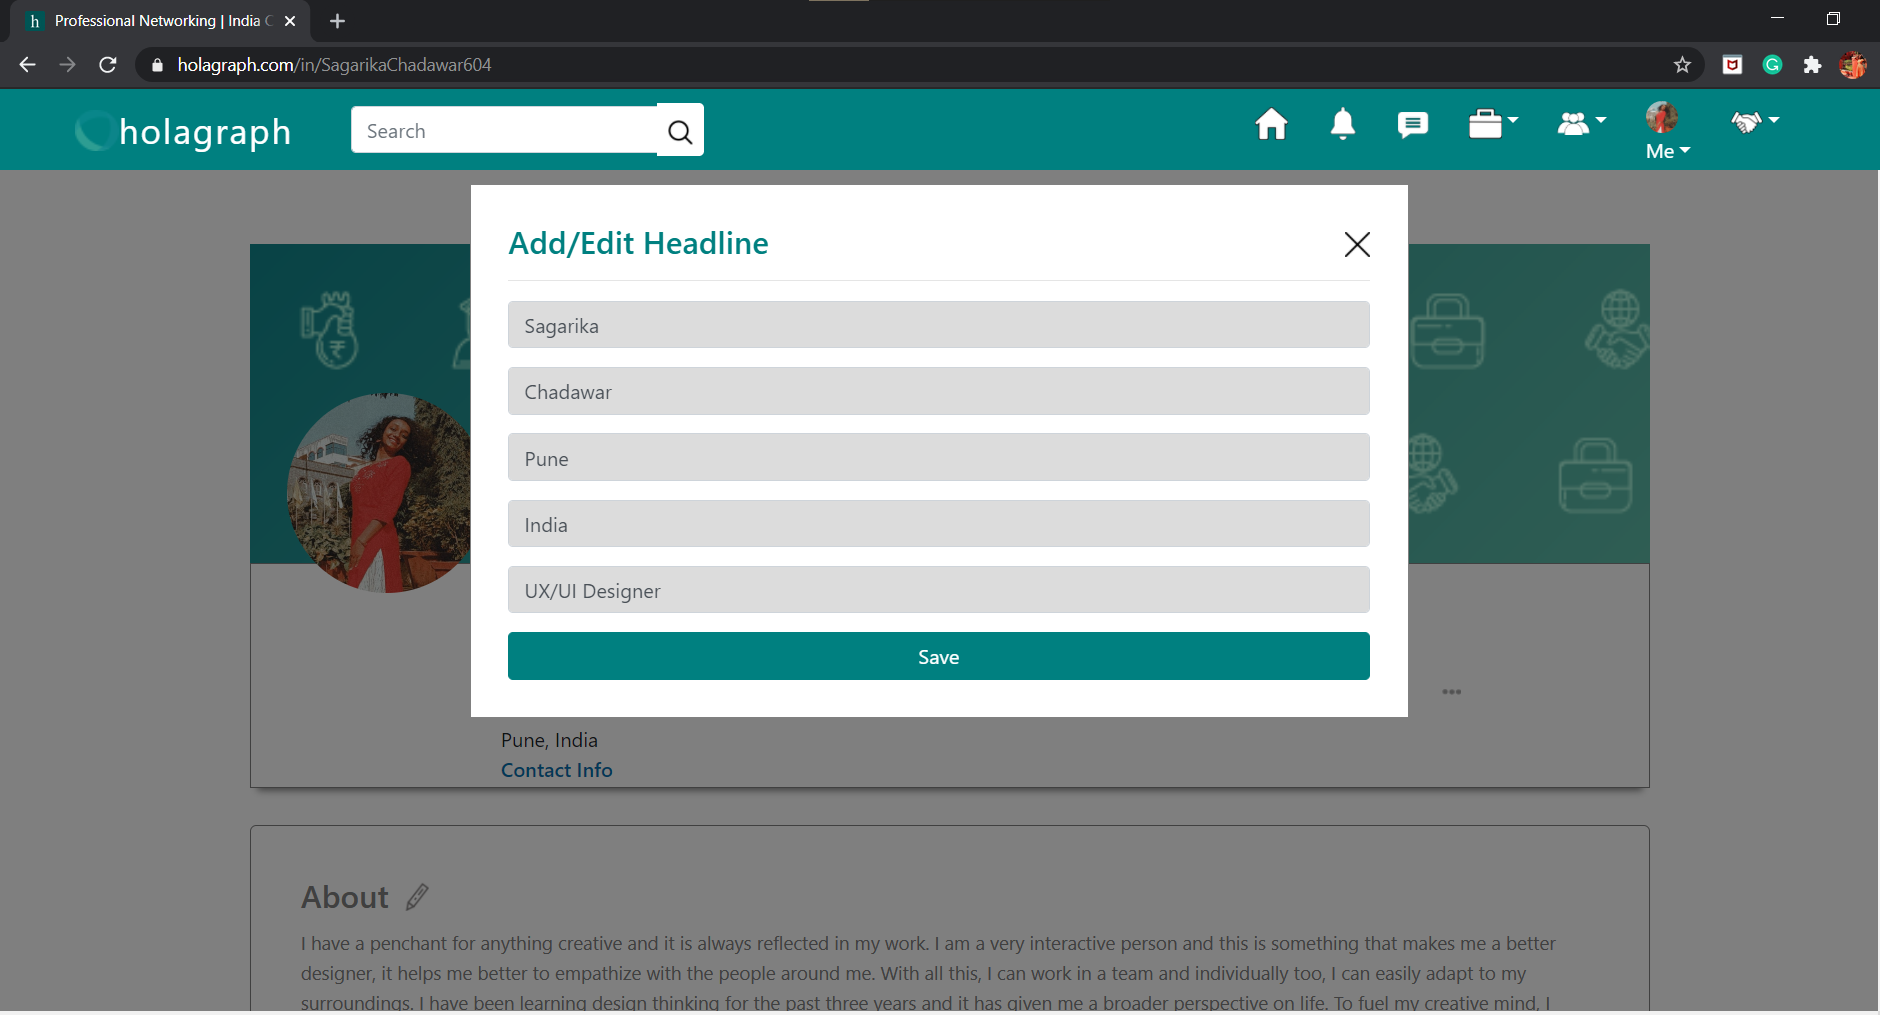 h Professional Networking | India C
holagraph.com/in/SagarikaChadawar604
holagraph
Search
Me
Add/Edit Headline
Sagarika
Chadawar
Pune
India
UX/UI Designer
Save
Pune, India
Contact Info
About
I have a penchant for anything creative and it is always reflected in my work. I am a very interactive person and this is something that makes me a better
designer, it helps me better to empathize with the people around me. With all this, I can work in a team and individually too, I can easily adapt to my
surroundings. I have been learning design thinking for the past three years and it has given me a broader perspective on life. To fuel my creative mind, I